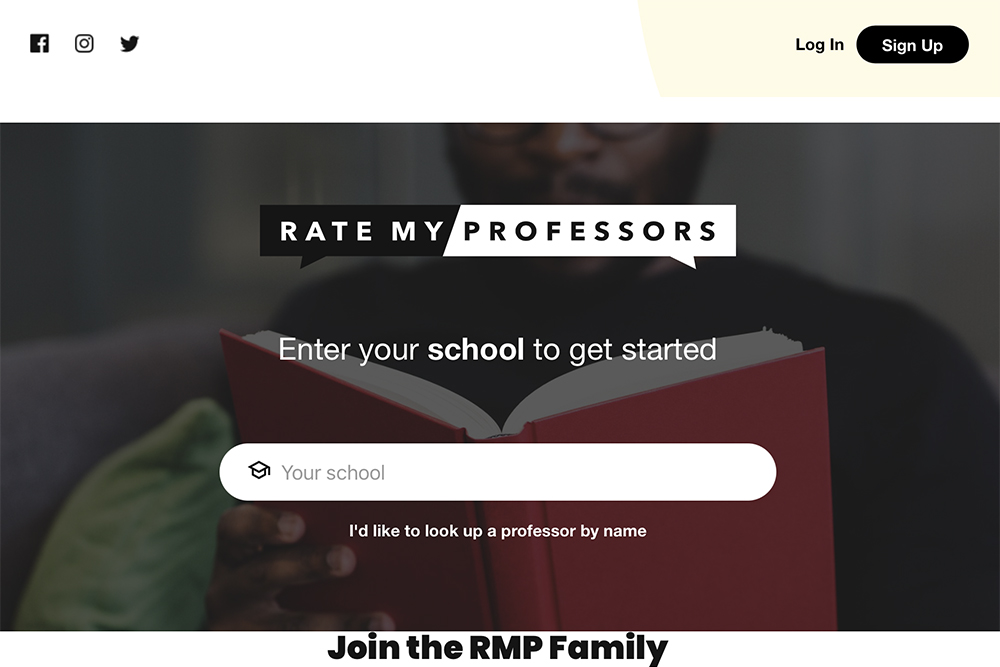 Log In
Sign Up
RATE MY PROFESSORS
Enter your school to get started
Your school
I'd like to look up a professor by name
Join the RMP Family